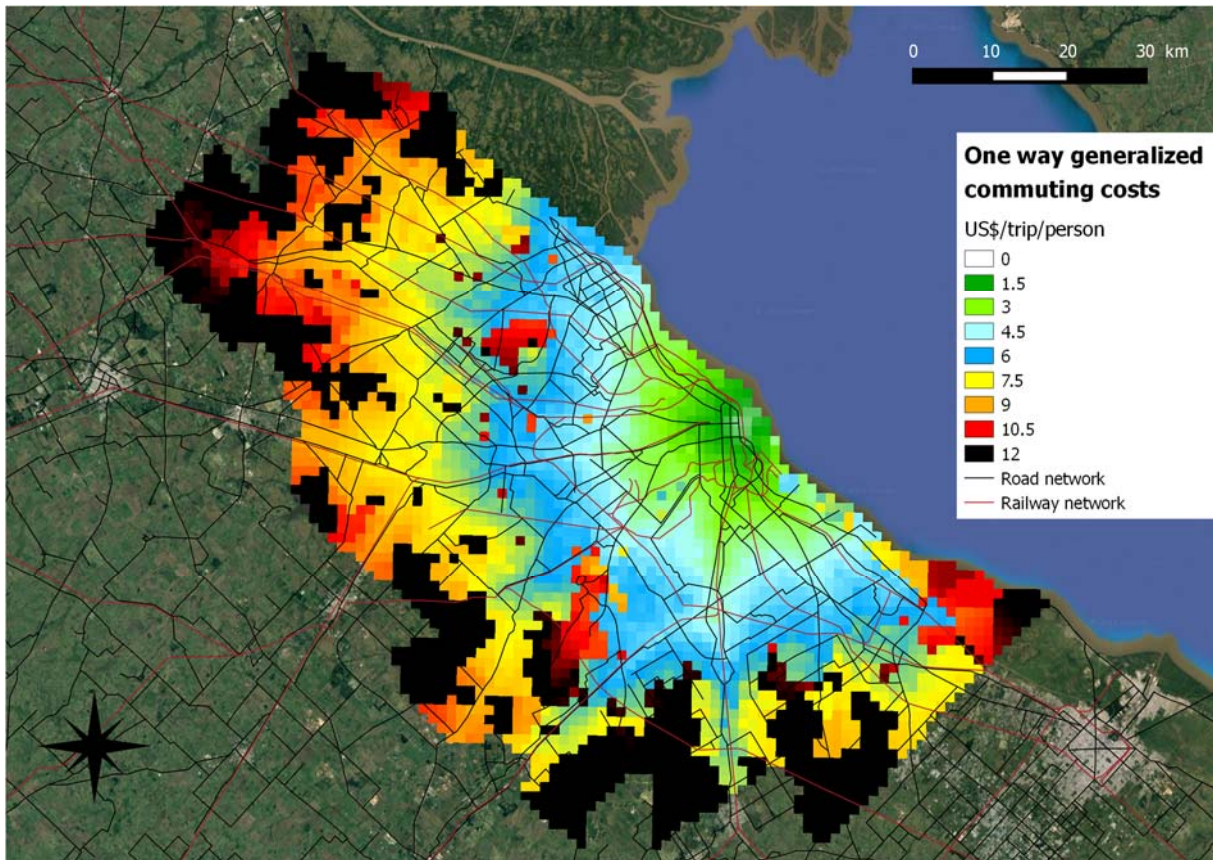 0 10 20 30 km
One way generalized
commuting costs
US$/trip/person
0
1.5
3
4.5
6
7.5
9
10.5
12
Road network
Railway network